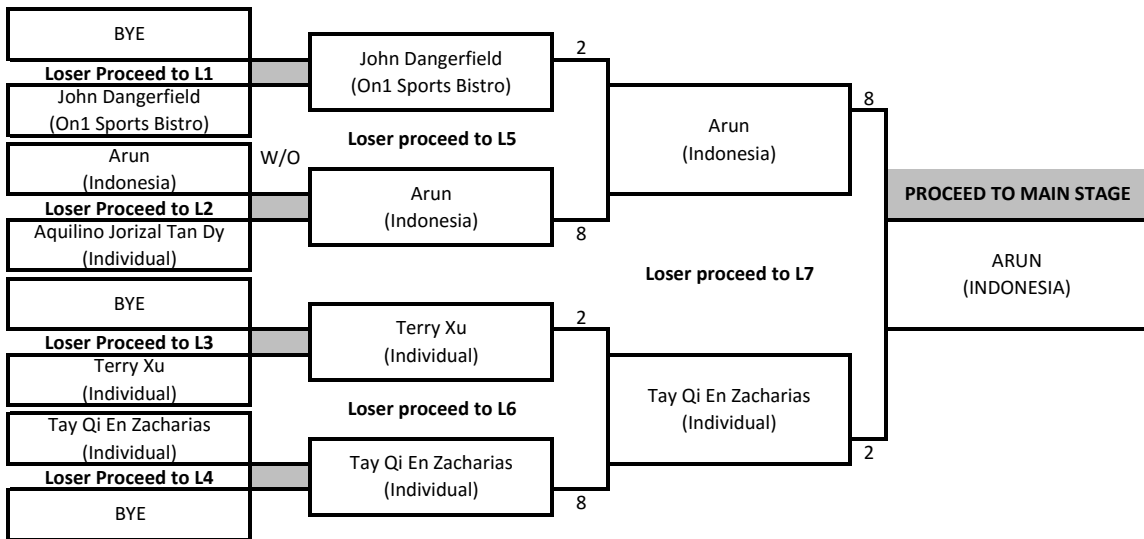 BYE
Loser Proceed to L1
John Dangerfield
(On1 Sports Bistro)
Arun
(Indonesia)
Loser Proceed to L2
Aquilino Jorizal Tan Dy
(Individual)
BYE
Loser Proceed to L3
Terry Xu
(Individual)
Tay Qi En Zacharias
(Individual)
Loser Proceed to L4
BYE
W/O
John Dangerfield
(On1 Sports Bistro)
2
Loser proceed to L5
Arun
(Indonesia)
8
Terry Xu
(Individual)
2
Loser proceed to L6
Tay Qi En Zacharias
(Individual)
8
Arun
(Indonesia)
8
Loser proceed to L7
Tay Qi En Zacharias
(Individual)
2
PROCEED TO MAIN STAGE
ARUN
(INDONESIA)